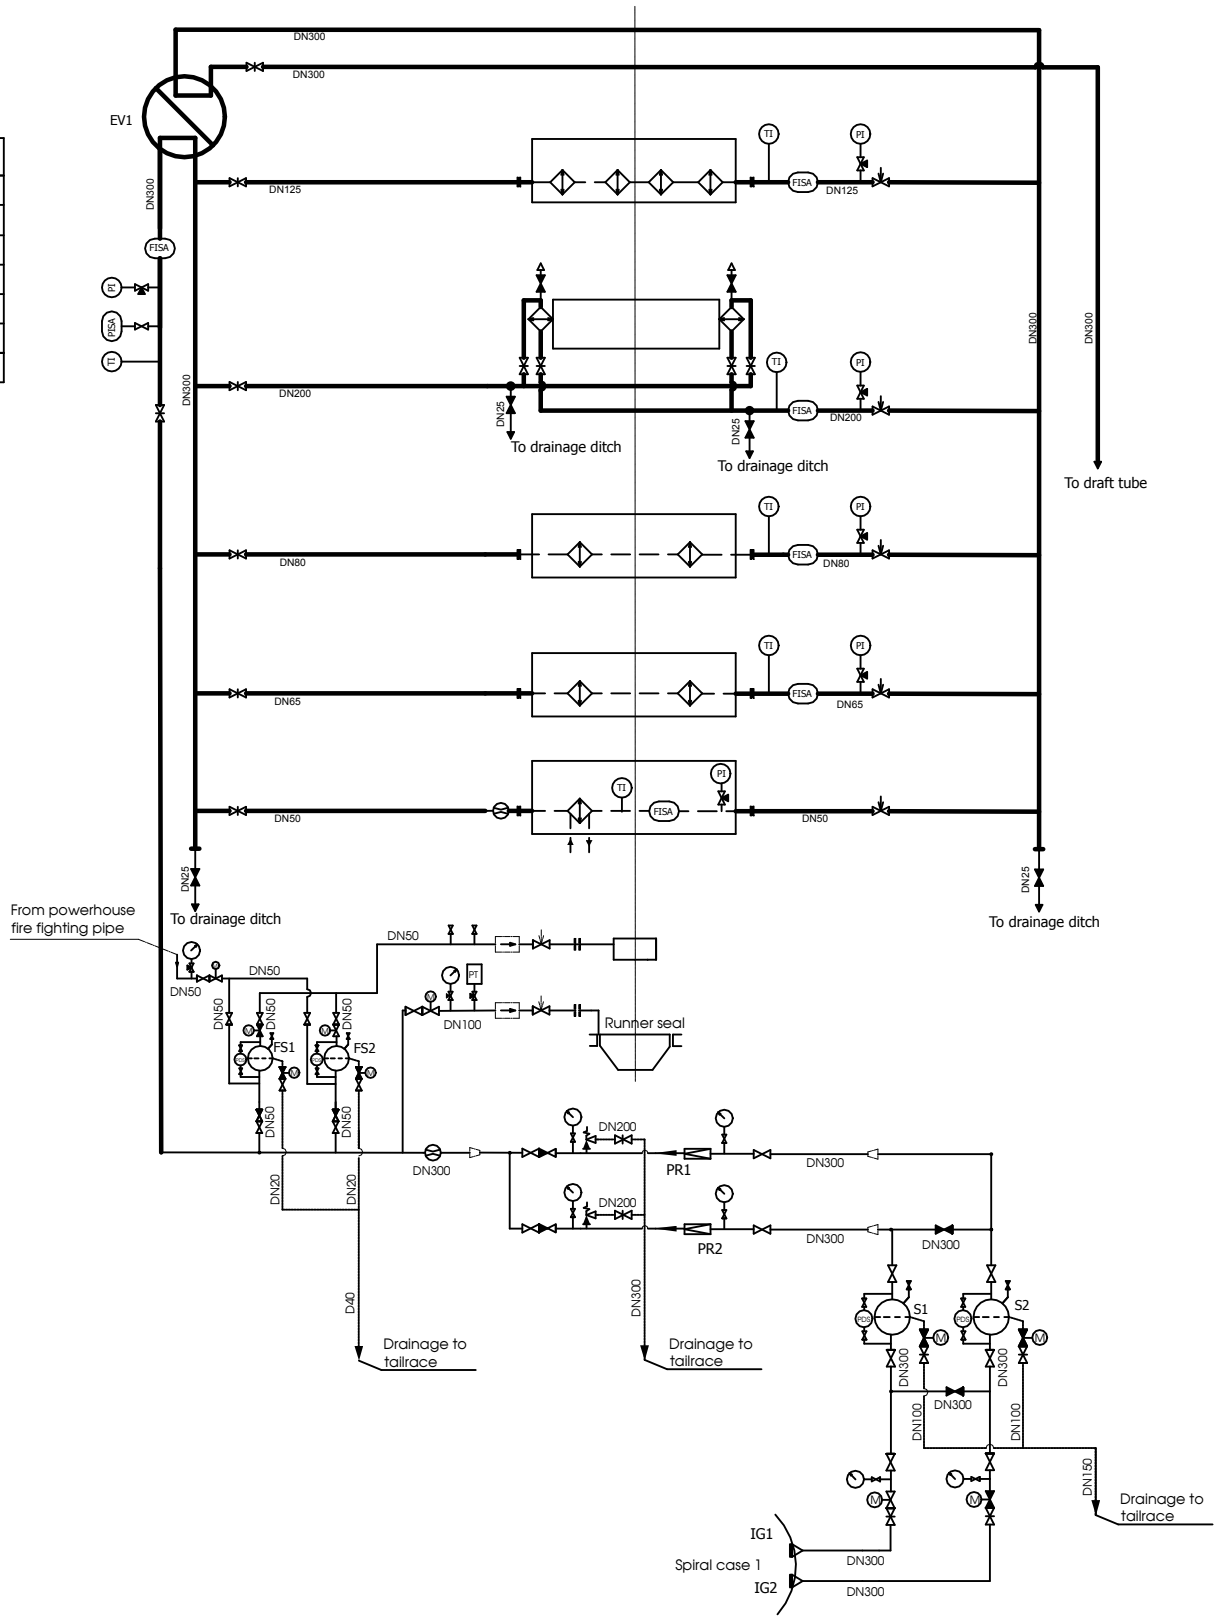 DN300
DN300
EV1
TI
PI
DN300
DN125
FISA
DN125
FISA
PI
PISA
TI
DN300
DN300
DN300
TI
PI
DN200
DN25
FISA
DN200
DN25
To drainage ditch
To drainage ditch
To draft tube
TI
PI
DN80
FISA
DN80
TI
PI
DN65
FISA
DN65
TI
PI
DN50
FISA
DN50
DN25
DN25
To drainage ditch
To drainage ditch
From powerhouse
fire fighting pipe
DN50
DN50
M
DN50
PT
M
DN100
Runner seal
DN50
DN50
DN50
DN50
M
M
FS1
FS2
PDS
PDS
M
M
DN50
DN50
DN200
DN300
PR1
DN300
DN20
DN20
DN200
DN300
PR2
DN300
D40
DN300
S1
S2
PDS
PDS
M
M
Drainage to
tailrace
Drainage to
tailrace
DN300
DN300
DN300
DN100
DN100
DN150
M
M
Drainage to
tailrace
IG1
DN300
Spiral case 1
IG2
DN300